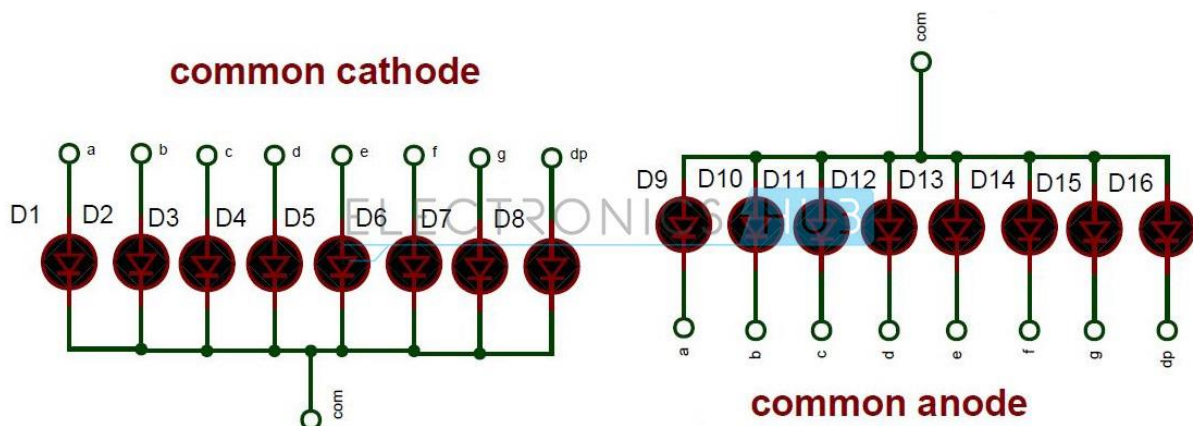 common cathode
a b c d e f g dp
D1 D2 D3 D4 D5 D6 D7 D8
com
com
D9 D10 D11 D12 D13 D14 D15 D16
a b c d e f g dp
common anode
ELECTRONICS HUB